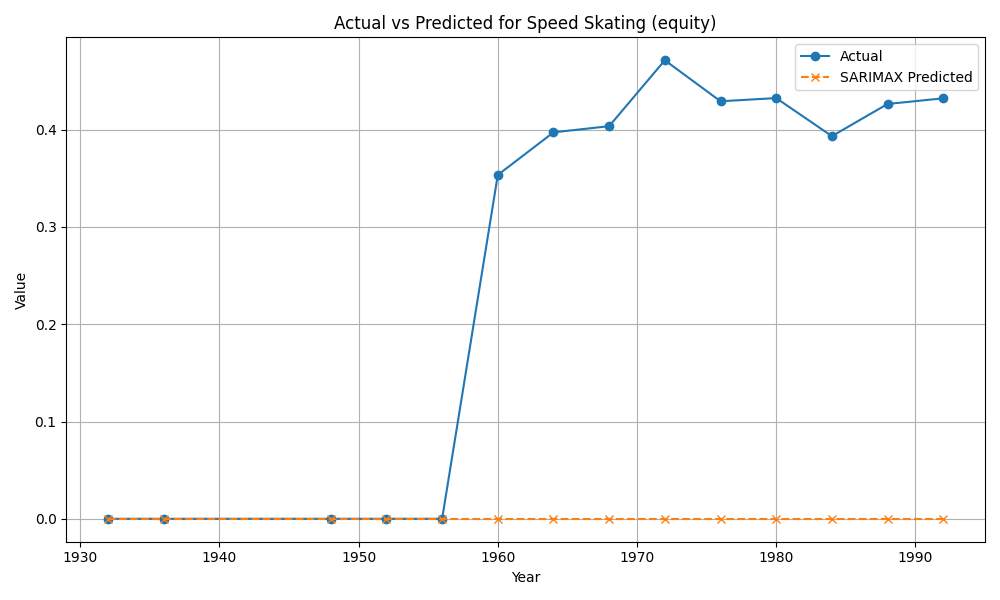 Actual vs Predicted for Speed Skating (equity)
Actual
SARIMAX Predicted
Value
0.4
0.3
0.2
0.1
0.0
1930 1940 1950 1960 1970 1980 1990
Year